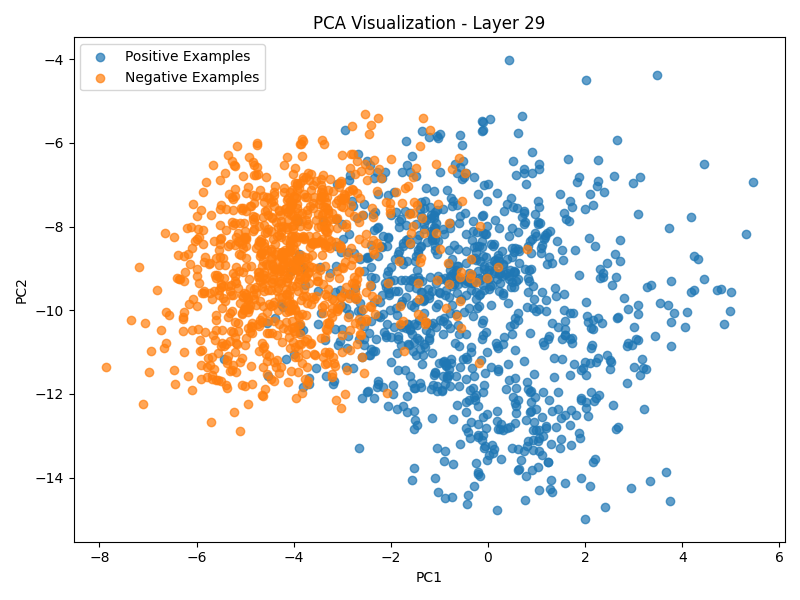 PCA Visualization - Layer 29
Positive Examples
Negative Examples
−4
−6
−8
−10
−12
−14
PC2
−8 −6 −4 −2 0 2 4 6
PC1